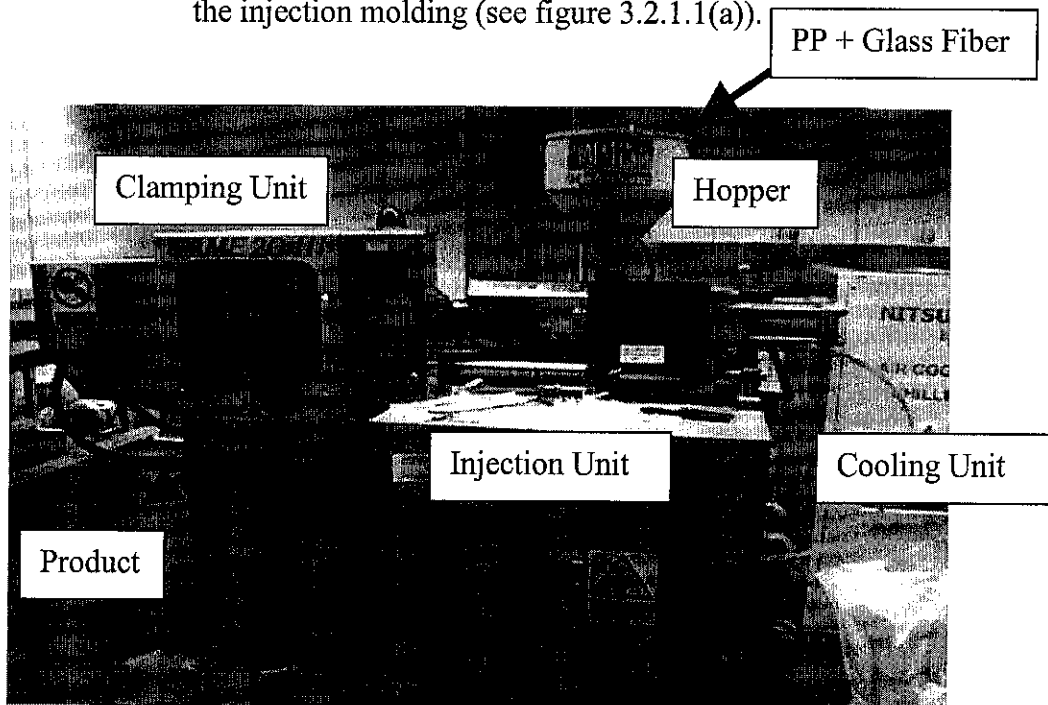 the injection molding (see figure 3.2.1.1(a)).
PP + Glass Fiber
Clamping Unit
Hopper
NITSU
Injection Unit
Cooling Unit
Product